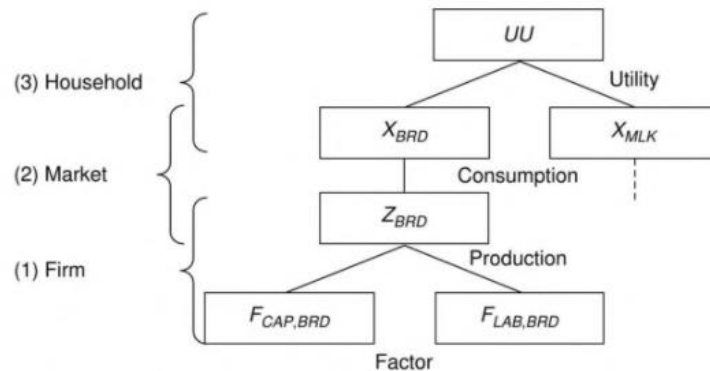 UU
(3) Household
Utility
X_BRD
X_MLK
(2) Market
Consumption
Z_BRD
Production
(1) Firm
F_CAP,BRD
F_LAB,BRD
Factor